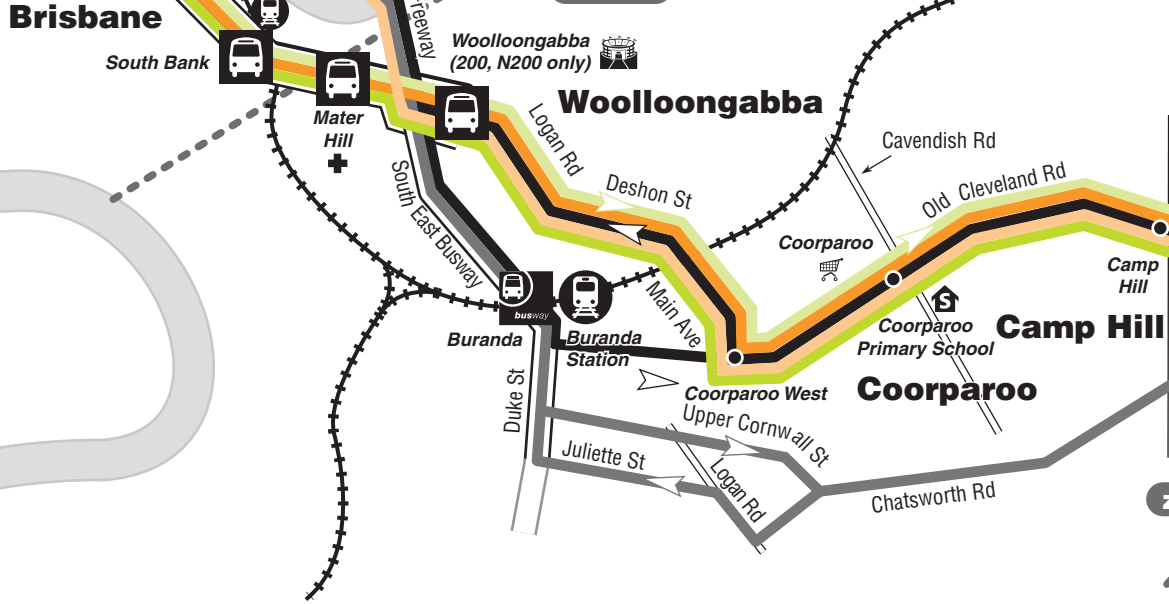 Brisbane
South Bank
Mater
Hill
Woolloongabba
(200, N200 only)
Woolloongabba
Logan Rd
Deshon St
Cavendish Rd
Old Cleveland Rd
South East Busway
Coorparoo
Camp
Hill
S
Main Ave
busway
Buranda
Buranda
Station
Coorparoo
Primary School
Camp Hill
Coorparoo West
Coorparoo
Duke St
Upper Cornwall St
Juliette St
Logan Rd
Chatsworth Rd